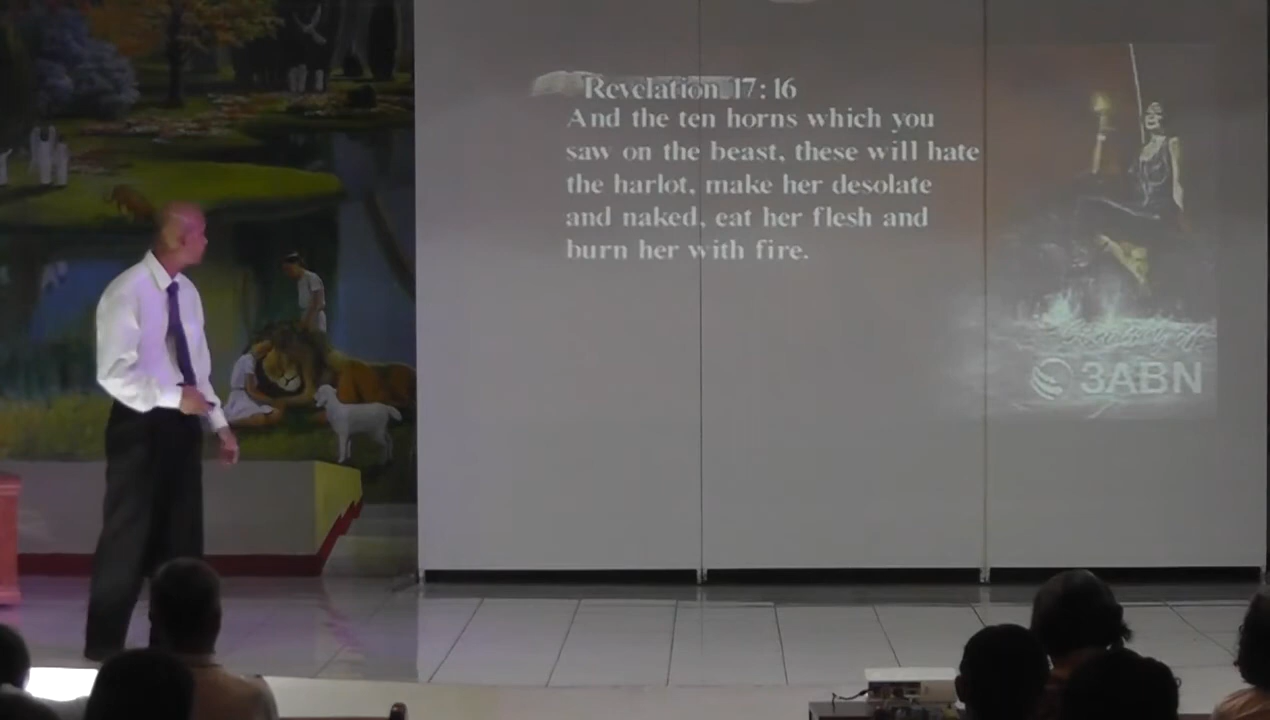 Revelation 17:16
And the ten horns which you
saw on the beast, these will hate
the harlot, make her desolate
and naked, eat her flesh and
burn her with fire.
3ABN